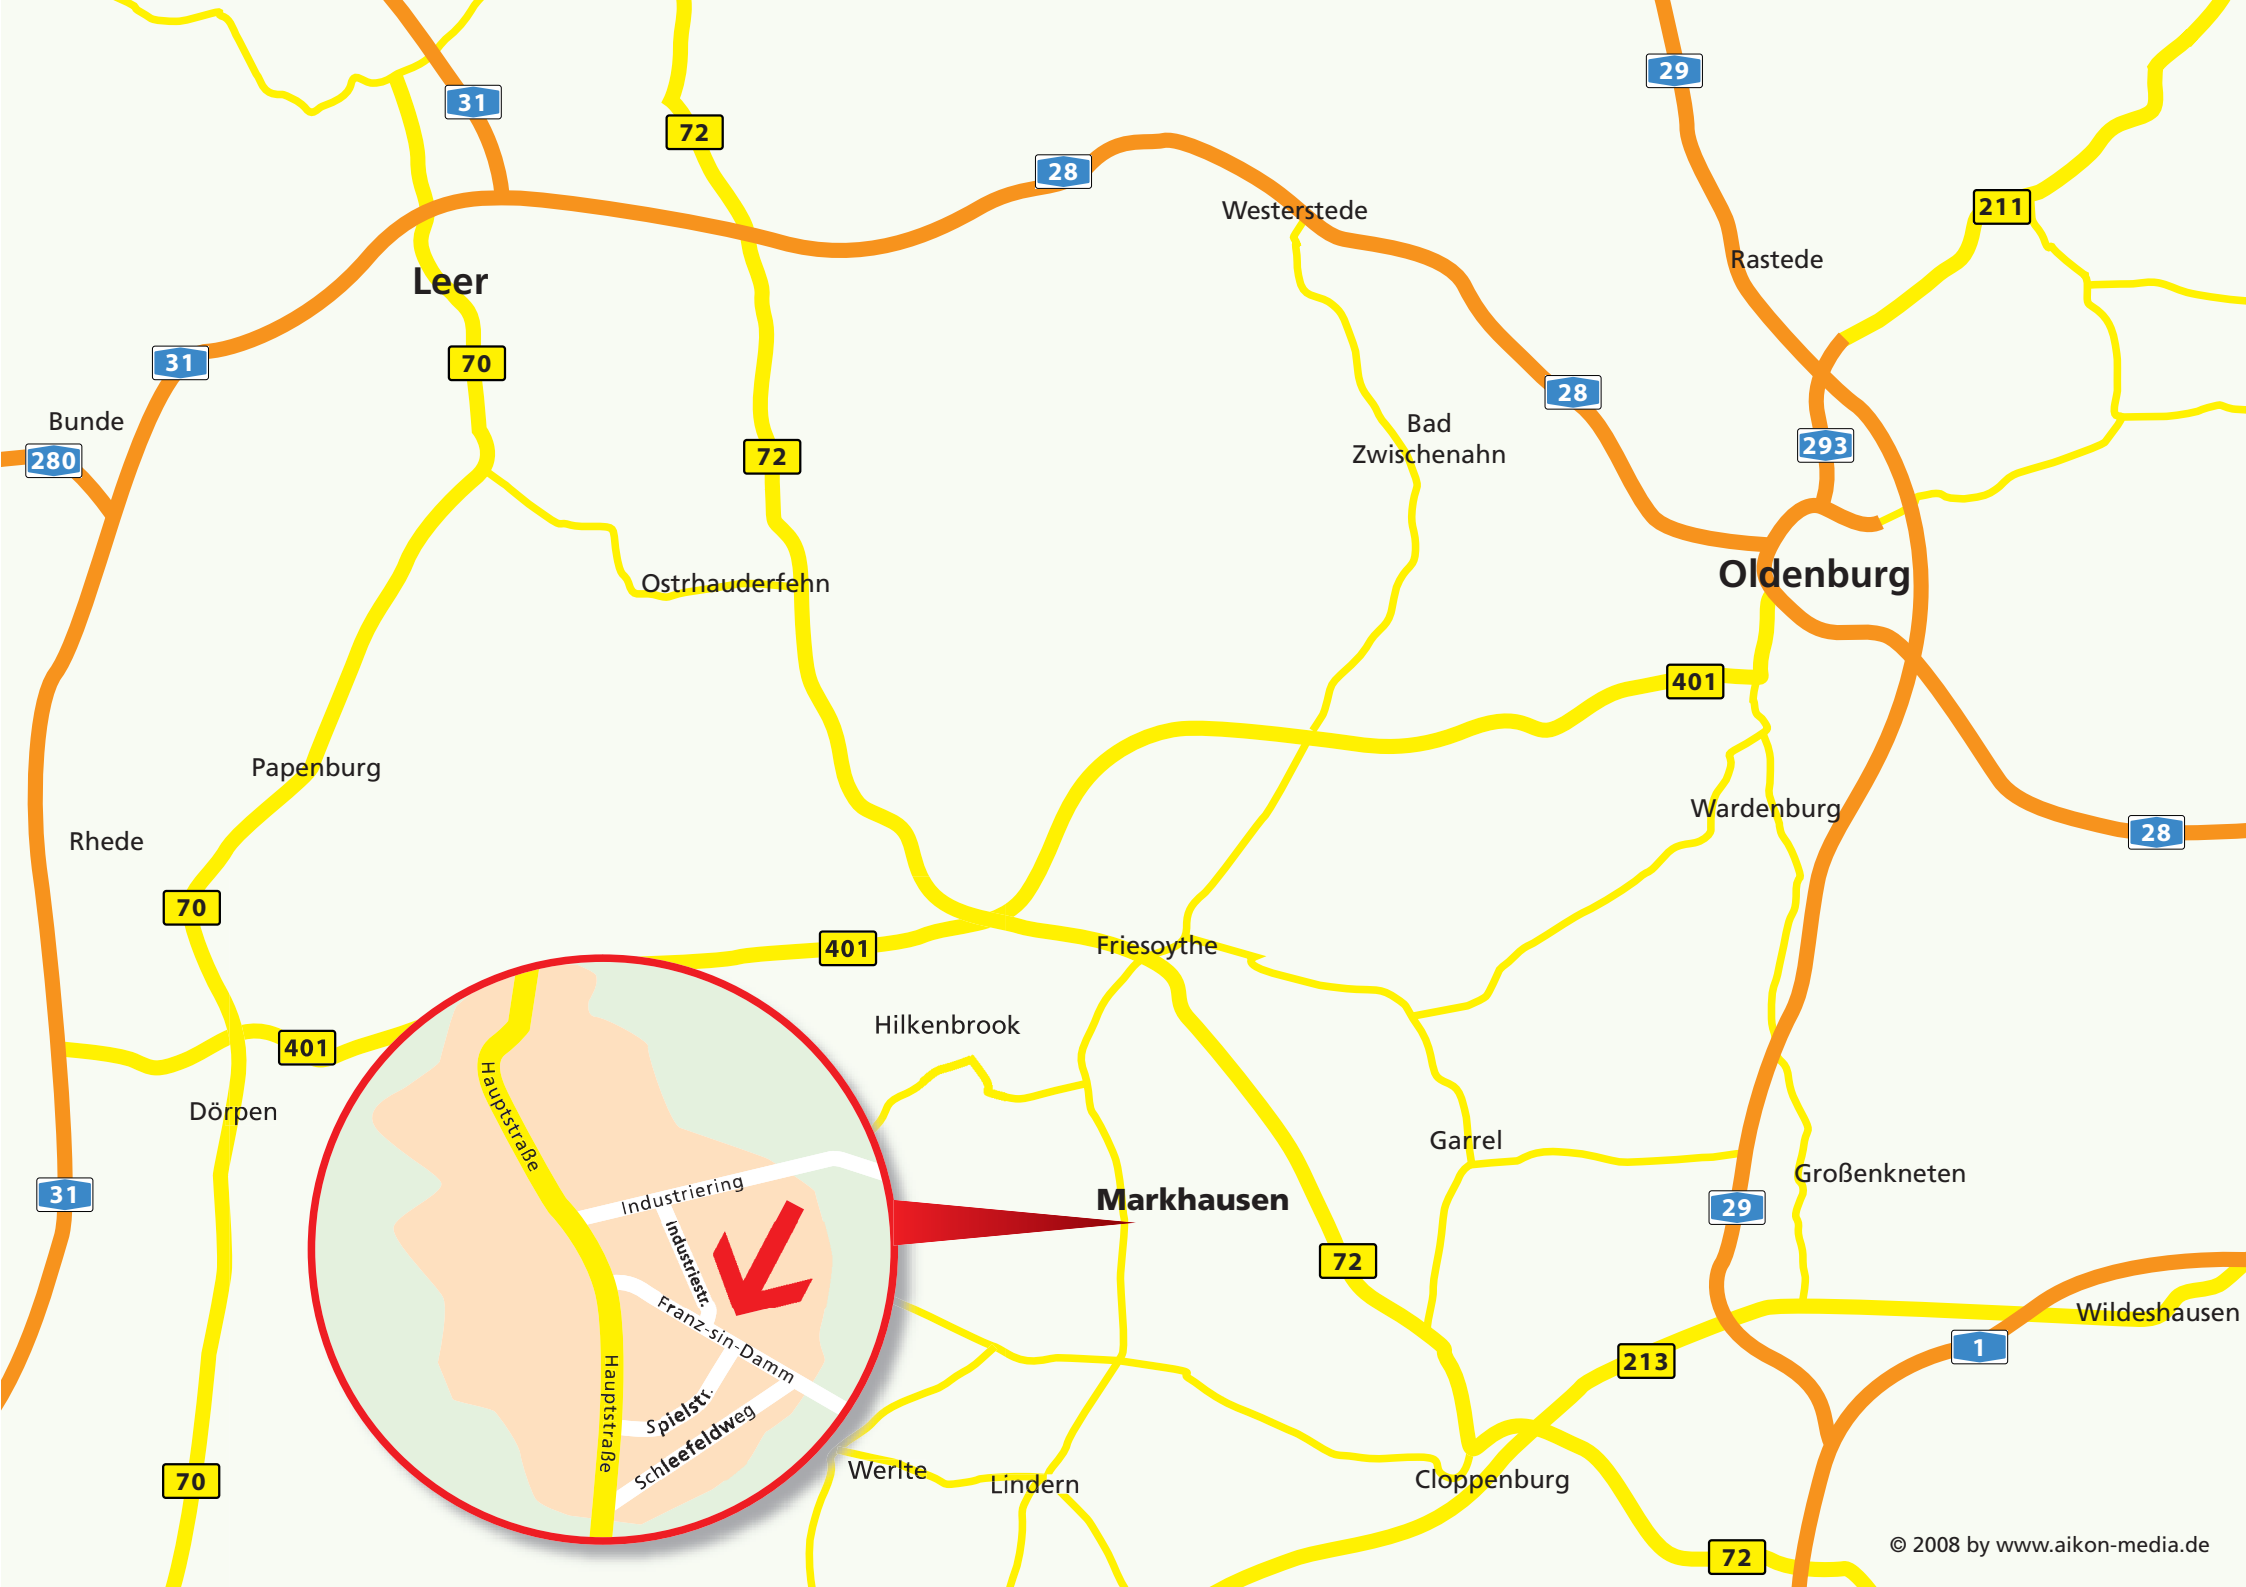 29
31
72
28
Westerstede
211
Rastede
Leer
31
70
28
Bunde
Bad
Zwischenahn
293
280
72
Ostrhauderfehn
Oldenburg
401
Papenburg
Wardenburg
28
Rhede
70
401
Friesoythe
Hilkenbrook
401
Dörpen
Hauptstraße
Garrel
Großenkneten
31
Industriering
Markhausen
29
Industriestr.
72
Franz-sin-Damm
Wildeshausen
1
213
Hauptstraße
Spielstr.
Schleefeldweg
Werlte
Lindern
Cloppenburg
70
72
© 2008 by www.aikon-media.de